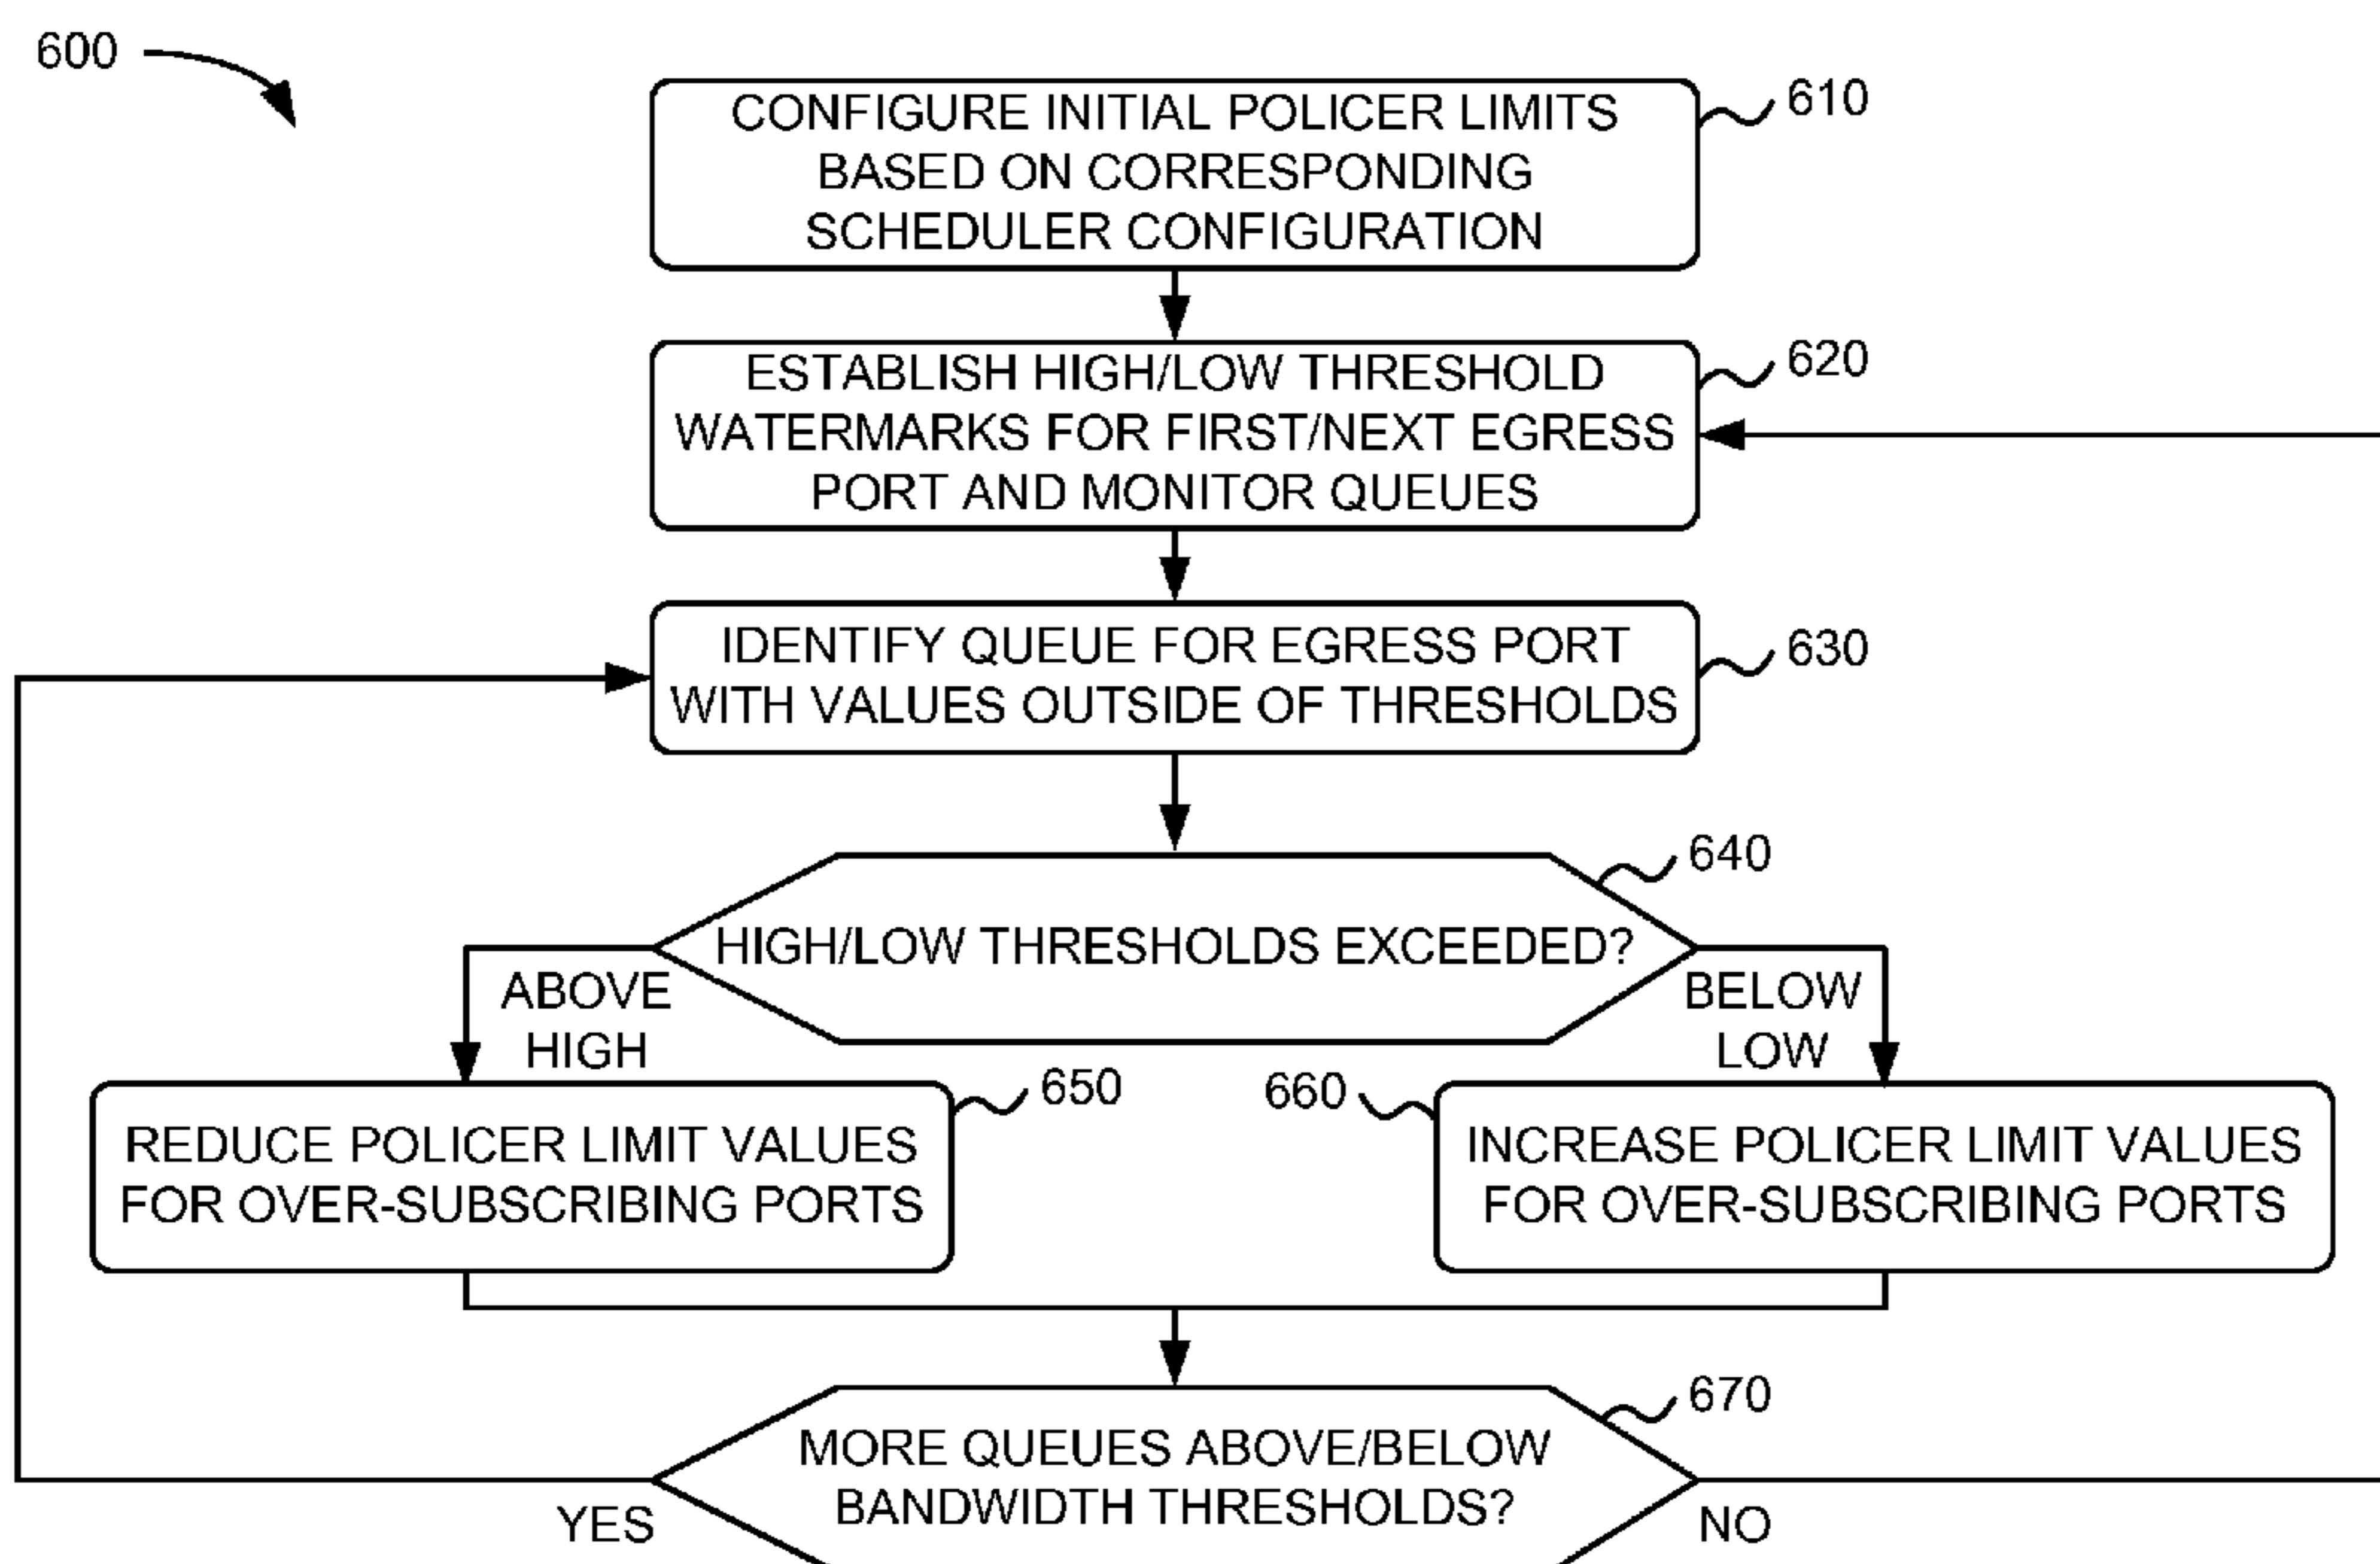 600
CONFIGURE INITIAL POLICER LIMITS
BASED ON CORRESPONDING
SCHEDULER CONFIGURATION
610
ESTABLISH HIGH/LOW THRESHOLD
WATERMARKS FOR FIRST/NEXT EGRESS
PORT AND MONITOR QUEUES
620
IDENTIFY QUEUE FOR EGRESS PORT
WITH VALUES OUTSIDE OF THRESHOLDS
630
HIGH/LOW THRESHOLDS EXCEEDED?
640
ABOVE
HIGH
BELOW
LOW
REDUCE POLICER LIMIT VALUES
FOR OVER-SUBSCRIBING PORTS
650
660
INCREASE POLICER LIMIT VALUES
FOR OVER-SUBSCRIBING PORTS
MORE QUEUES ABOVE/BELOW
BANDWIDTH THRESHOLDS?
670
YES
NO